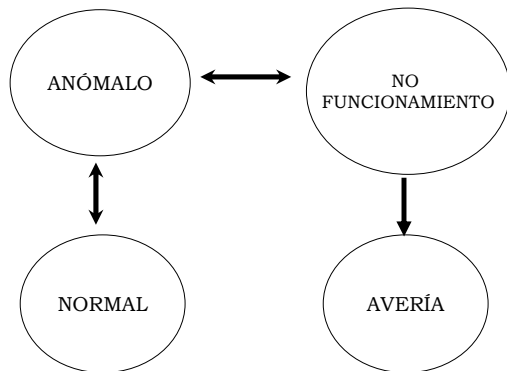 ANÓMALO
NO
FUNCIONAMIENTO
NORMAL
AVERÍA